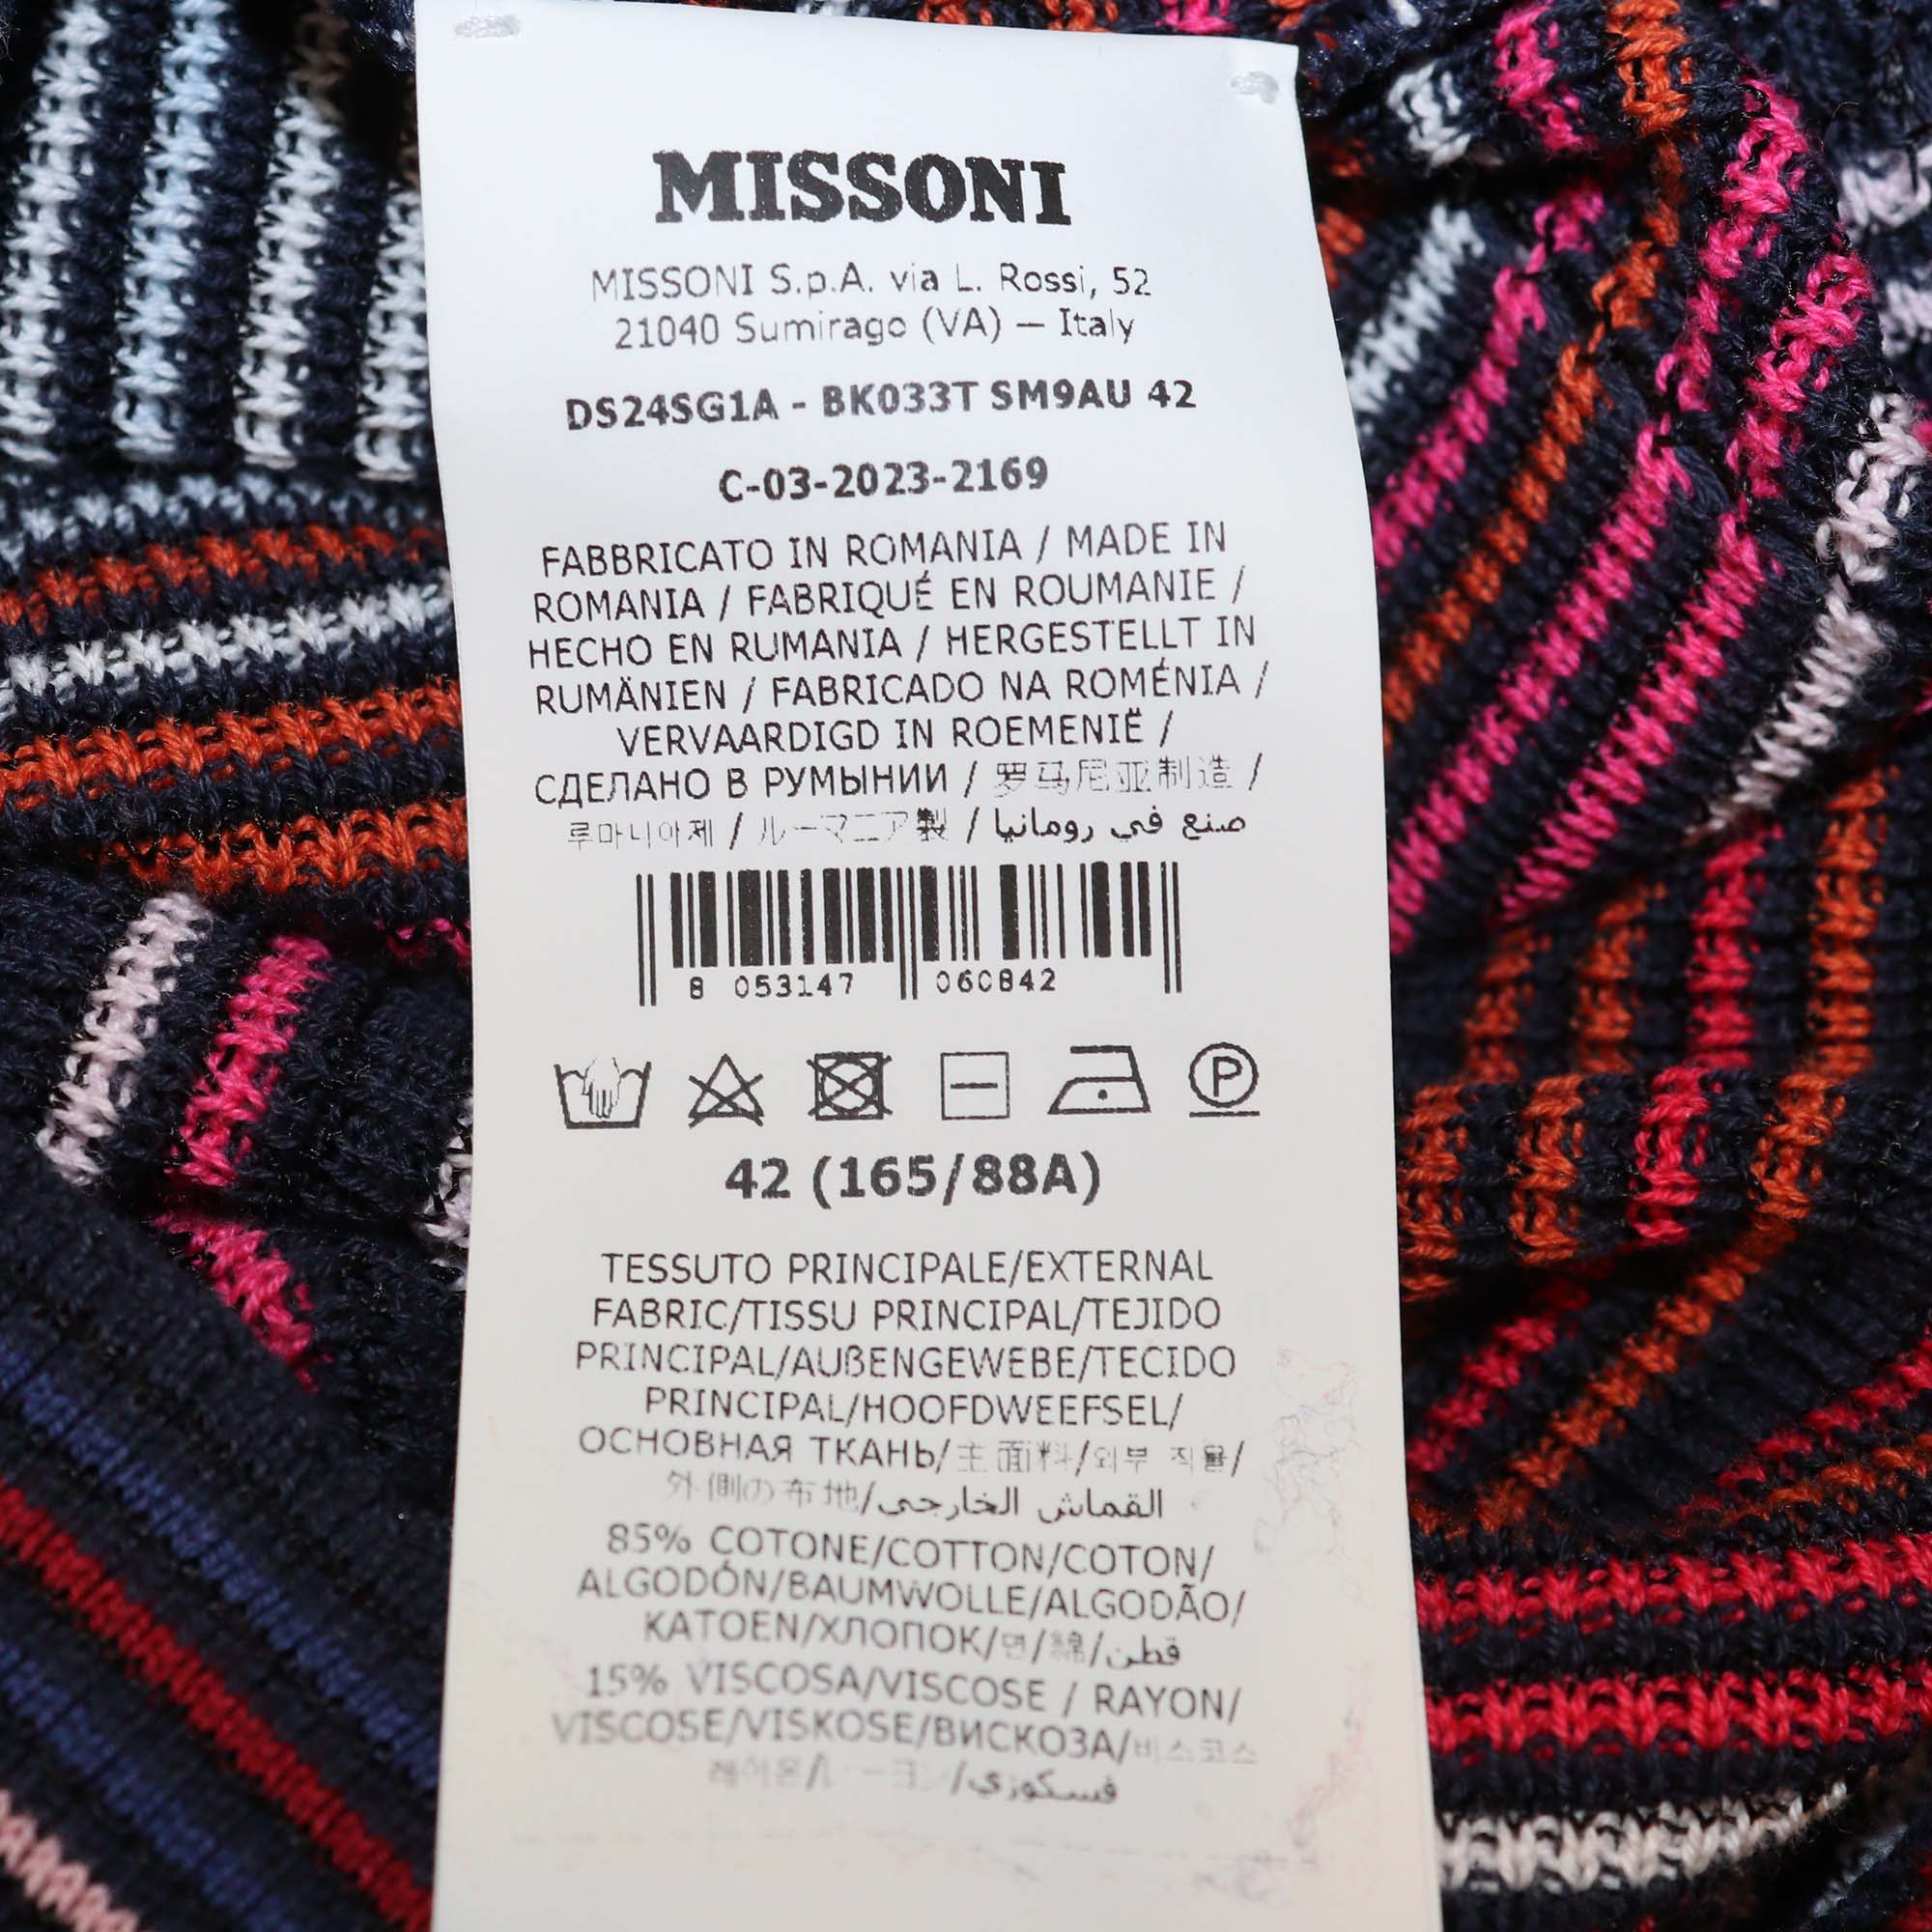 MISSONI
MISSONI S.p.A. via L. Rossi, 52
21040 Sumirago (VA) — Italy
DS24SG1A - BK033T SM9AU 42
C-03-2023-2169
FABBRICATO IN ROMANIA / MADE IN
ROMANIA / FABRIQUÉ EN ROUMANIE /
HECHO EN RUMANIA / HERGESTELLT IN
RUMÄNIEN / FABRICADO NA ROMÉNIA /
VERVAARDIGD IN ROEMENIË /
СДЕЛАНО В РУМЫНИИ / 罗马尼亚制造 /
루마니아제 / ルーマニア製 / صنع في رومانيا
8 053147 060842
P
42 (165/88A)
TESSUTO PRINCIPALE/EXTERNAL
FABRIC/TISSU PRINCIPAL/TEJIDO
PRINCIPAL/AUßENGEWEBE/TECIDO
PRINCIPAL/HOOFDWEEFSEL/
ОСНОВНАЯ ТКАНЬ/主面料/외부 직물/
外側の布地/القماش الخارجي
85% COTONE/COTTON/COTON/
ALGODÓN/BAUMWOLLE/ALGODÃO/
KATOEN/ХЛОПОК/면/綿/قطن
15% VISCOSA/VISCOSE / RAYON/
VISCOSE/VISKOSE/ВИСКОЗА/비스코스
레이온/فسكوزي